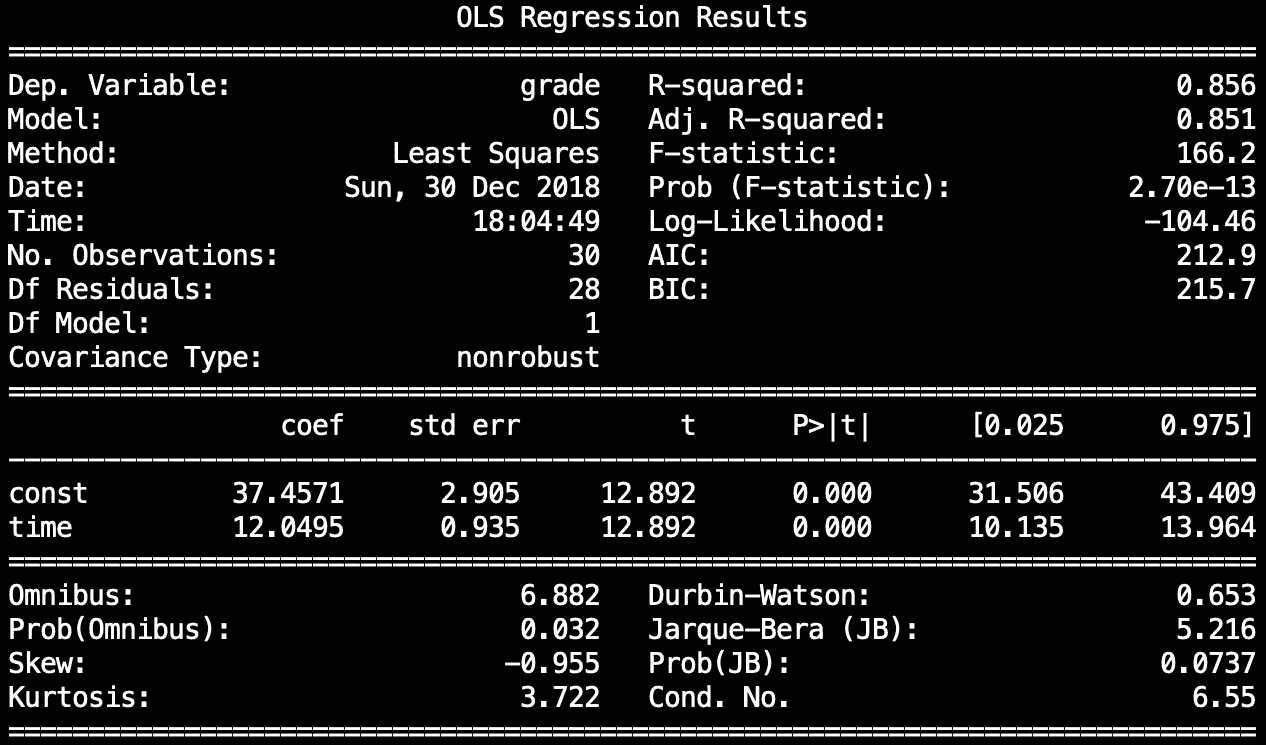 OLS Regression Results
==============================================================================
Dep. Variable: grade R-squared: 0.856
Model: OLS Adj. R-squared: 0.851
Method: Least Squares F-statistic: 166.2
Date: Sun, 30 Dec 2018 Prob (F-statistic): 2.70e-13
Time: 18:04:49 Log-Likelihood: -104.46
No. Observations: 30 AIC: 212.9
Df Residuals: 28 BIC: 215.7
Df Model: 1
Covariance Type: nonrobust
==============================================================================
coef std err t P>|t| [0.025 0.975]
------------------------------------------------------------------------------
const 37.4571 2.905 12.892 0.000 31.506 43.409
time 12.0495 0.935 12.892 0.000 10.135 13.964
==============================================================================
Omnibus: 6.882 Durbin-Watson: 0.653
Prob(Omnibus): 0.032 Jarque-Bera (JB): 5.216
Skew: -0.955 Prob(JB): 0.0737
Kurtosis: 3.722 Cond. No. 6.55
==============================================================================